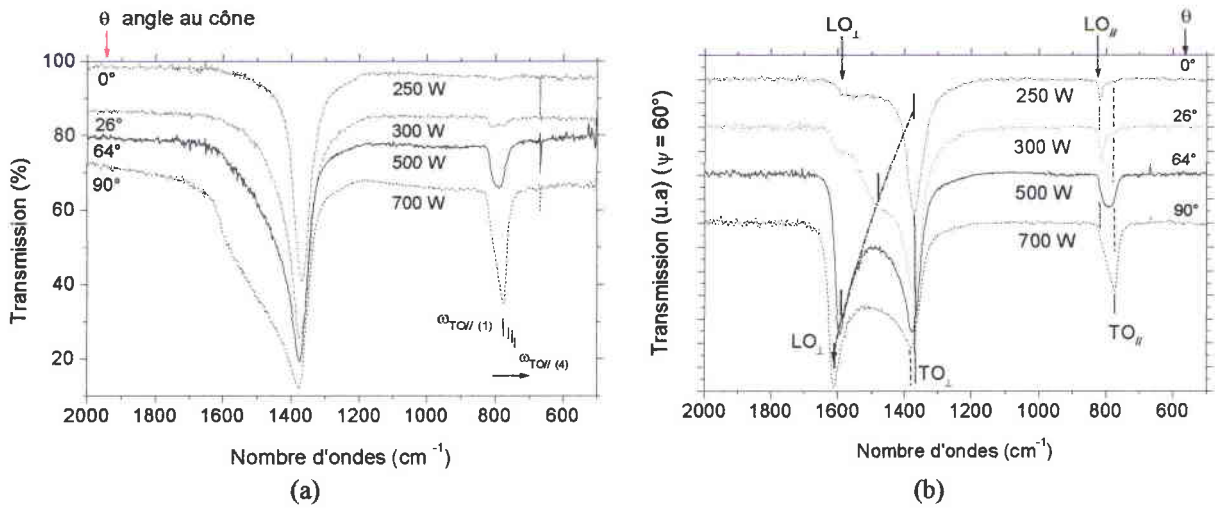 θ angle au cône
100
80
60
40
20
Transmission (%)
0°
26°
64°
90°
250 W
300 W
500 W
700 W
ωTO// (1)
ωTO// (4)
2000 1800 1600 1400 1200 1000 800 600
Nombre d'ondes (cm -1)
(a)
LO⊥
LO//
θ
Transmission (u.a) ( ψ = 60°)
0°
26°
64°
90°
250 W
300 W
500 W
700 W
LO⊥
TO⊥
TO//
2000 1800 1600 1400 1200 1000 800 600
Nombre d'ondes (cm-1)
(b)